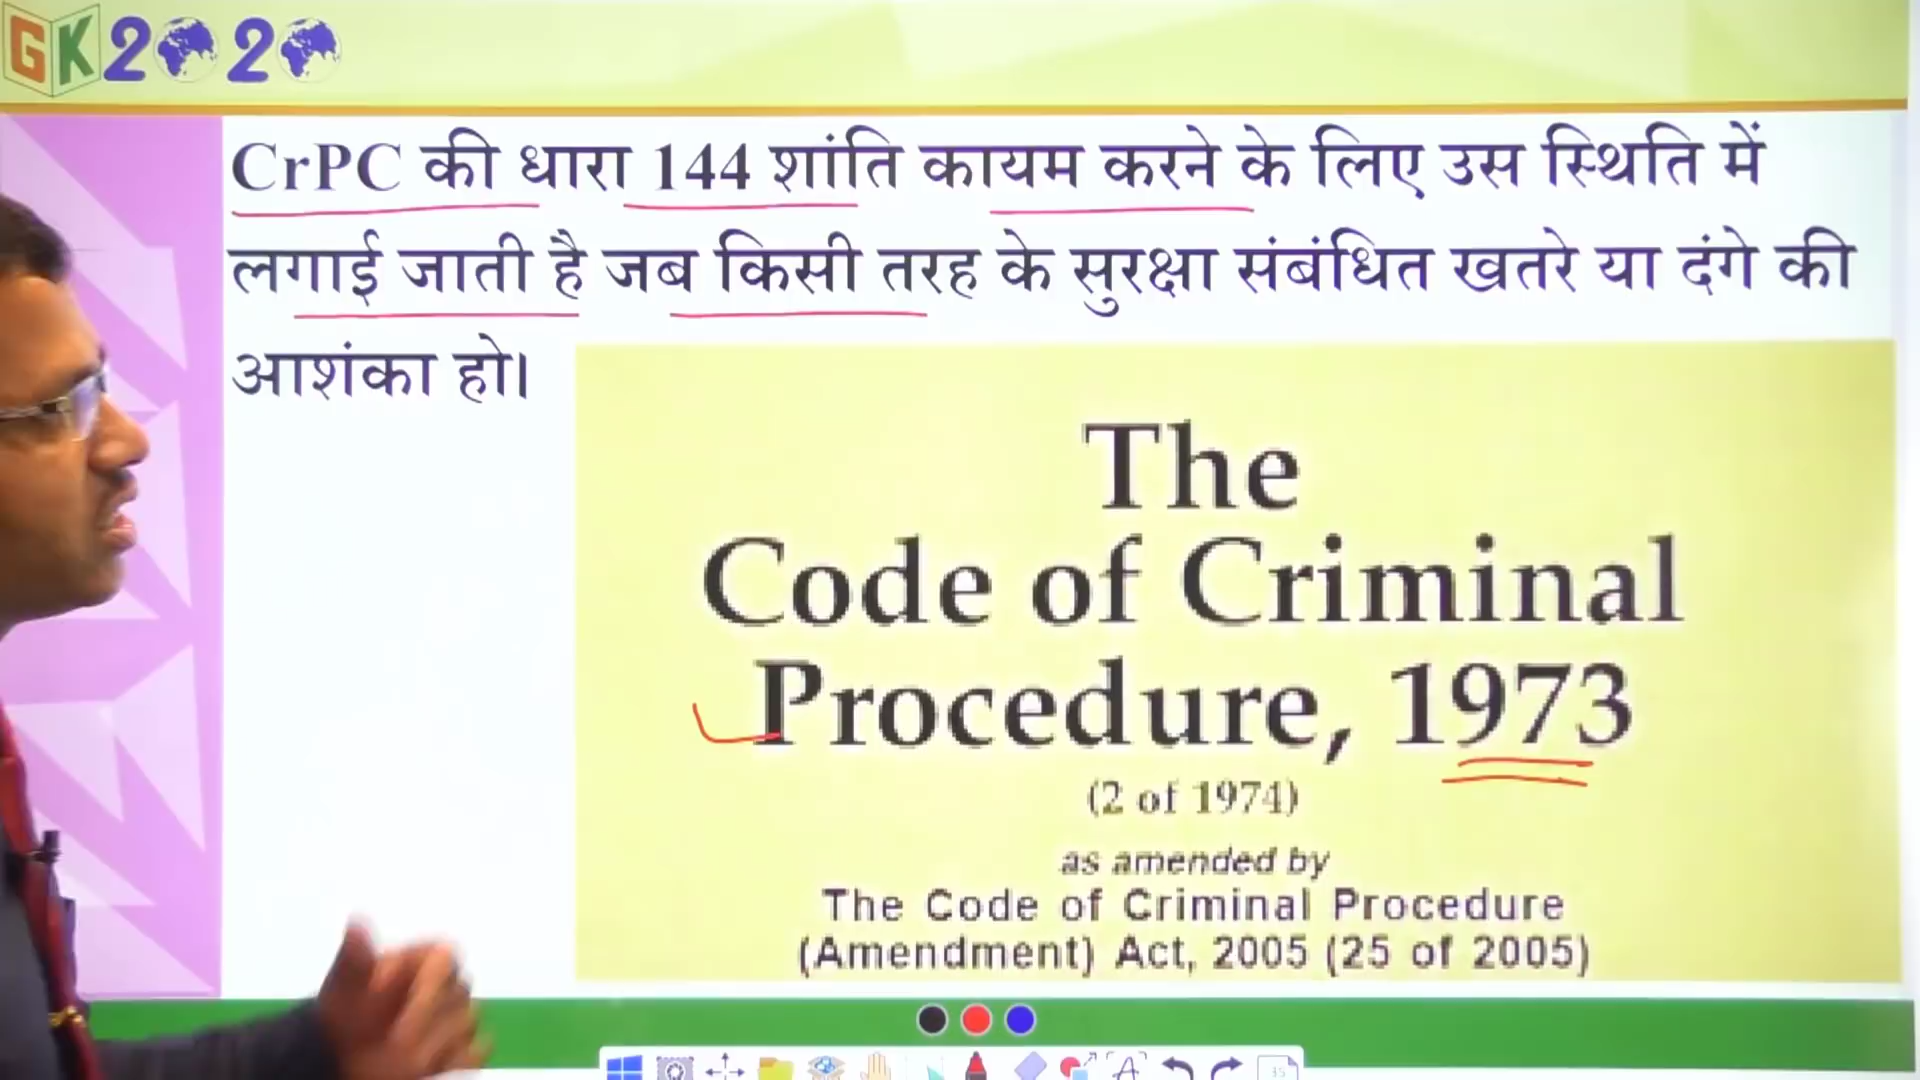 GK2020
CrPC की धारा 144 शांति कायम करने के लिए उस स्थिति में
लगाई जाती है जब किसी तरह के सुरक्षा संबंधित खतरे या दंगे की
आशंका हो।
The
Code of Criminal
Procedure, 1973
(2 of 1974)
as amended by
The Code of Criminal Procedure
(Amendment) Act, 2005 (25 of 2005)
35